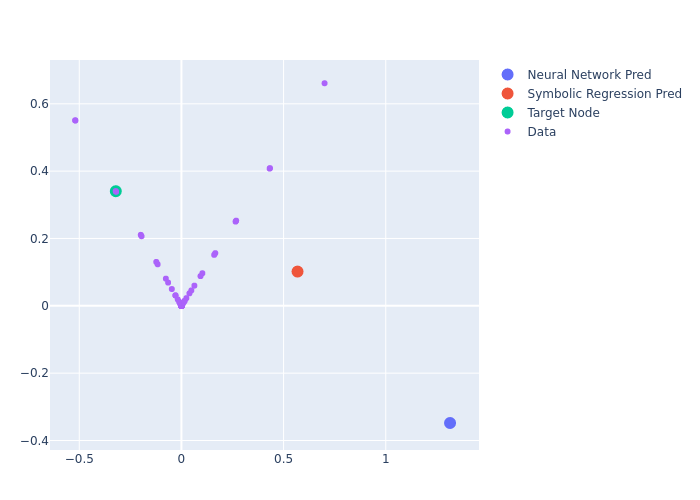 Neural Network Pred
Symbolic Regression Pred
Target Node
Data
0.6
0.4
0.2
0
−0.2
−0.4
−0.5
0
0.5
1